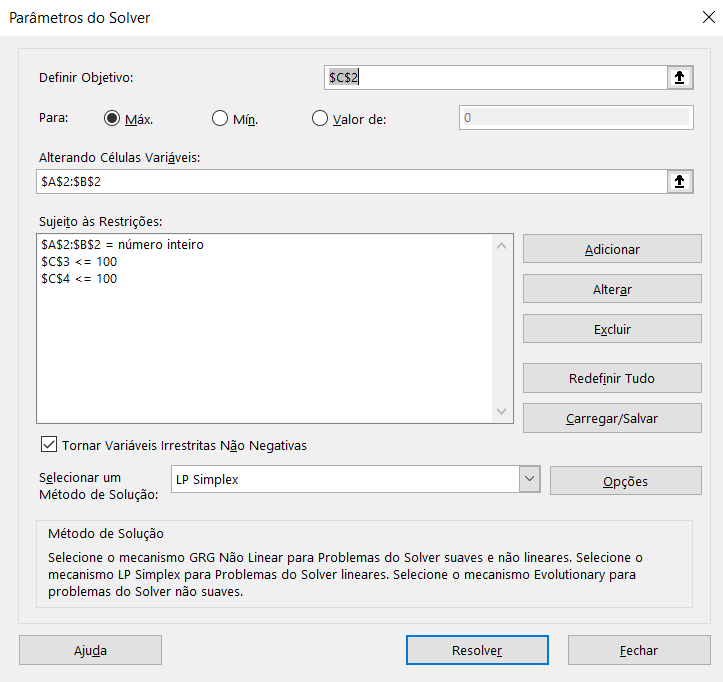 Parâmetros do Solver
Definir Objetivo: $C$2
Para: Máx. Mín. Valor de: 0
Alterando Células Variáveis:
$A$2:$B$2
Sujeito às Restrições:
$A$2:$B$2 = número inteiro
$C$3 <= 100
$C$4 <= 100
Adicionar
Alterar
Excluir
Redefinir Tudo
Carregar/Salvar
Tornar Variáveis Irrestritas Não Negativas
Selecionar um
Método de Solução:
LP Simplex
Opções
Método de Solução
Selecione o mecanismo GRG Não Linear para Problemas do Solver suaves e não lineares. Selecione o
mecanismo LP Simplex para Problemas do Solver lineares. Selecione o mecanismo Evolutionary para
problemas do Solver não suaves.
Ajuda Resolver Fechar